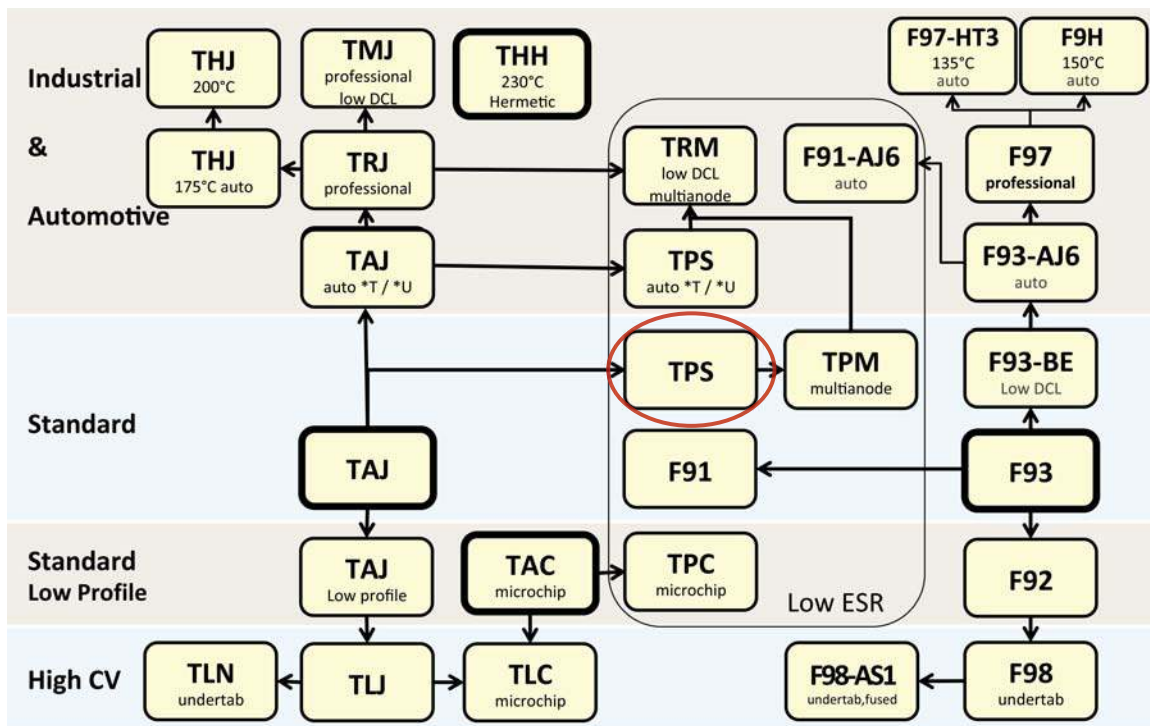 Industrial
&
Automotive
THJ
200°C
TMJ
professional
low DCL
THH
230°C
Hermetic
F97-HT3
135°C
auto
F9H
150°C
auto
THJ
175°C auto
TRJ
professional
TRM
low DCL
multianode
F91-AJ6
auto
F97
professional
TAJ
auto *T / *U
TPS
auto *T / *U
F93-AJ6
auto
Standard
TPS
TPM
multianode
F93-BE
Low DCL
TAJ
F91
F93
Standard
Low Profile
TAJ
Low profile
TAC
microchip
TPC
microchip
Low ESR
F92
High CV
TLN
undertab
TLJ
TLC
microchip
F98-AS1
undertab,fused
F98
undertab